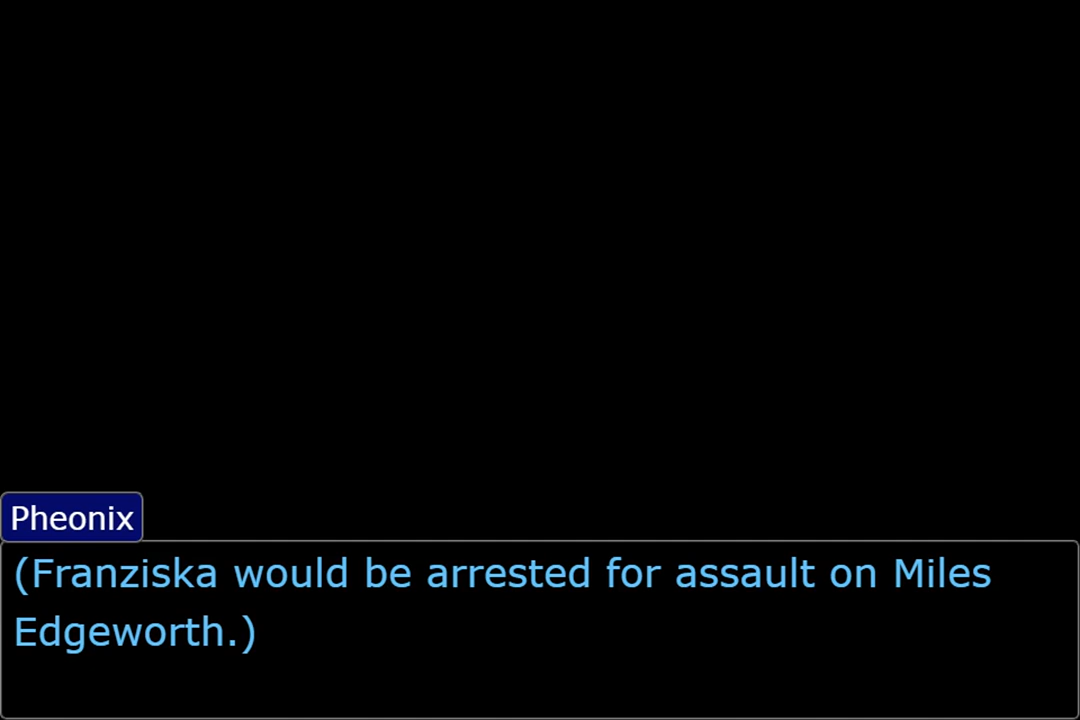 Pheonix
(Franziska would be arrested for assault on Miles
Edgeworth.)